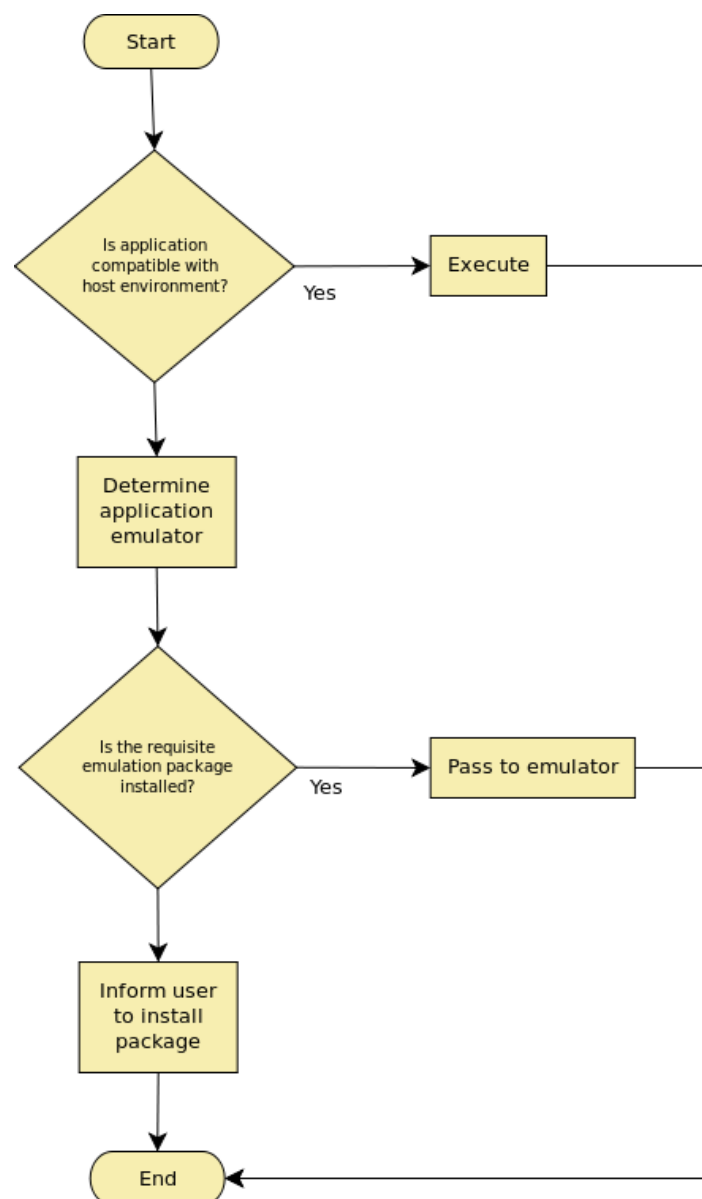 Start
Is application
compatible with
host environment?
Yes
Execute
Determine
application
emulator
Is the requisite
emulation package
installed?
Yes
Pass to emulator
Inform user
to install
package
End